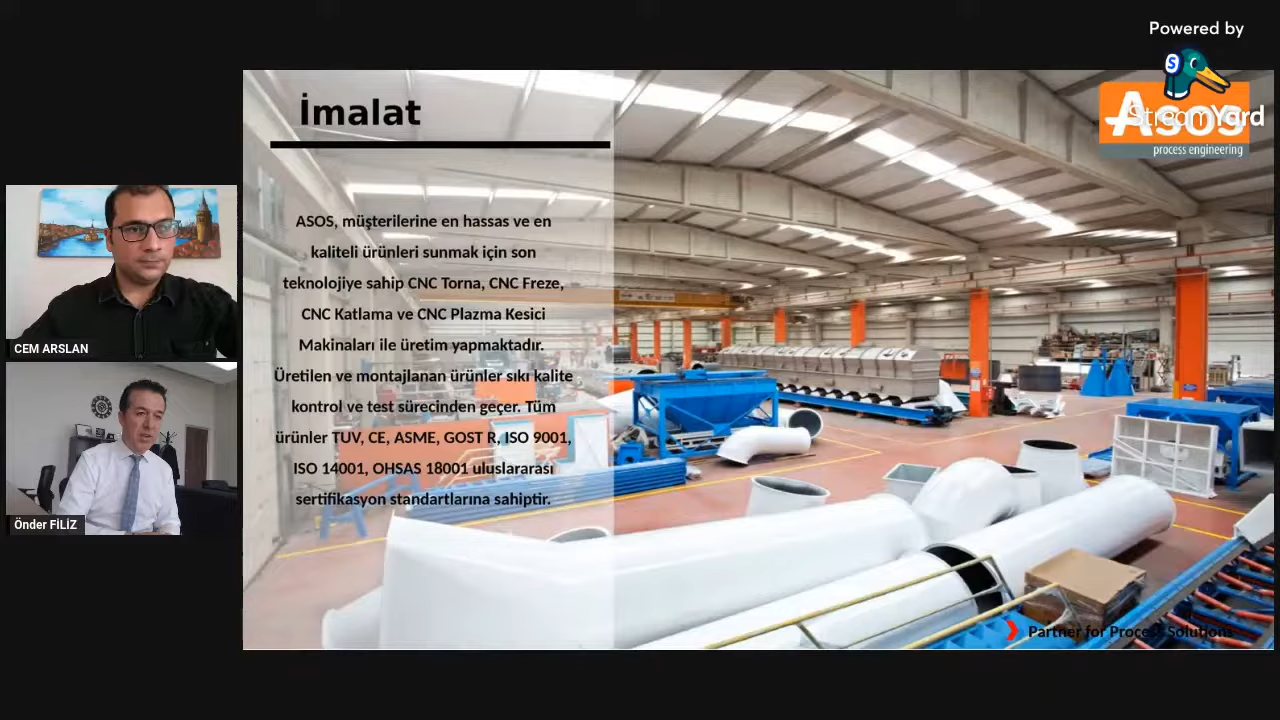 Powered by
StreamYard
Asos
process engineering
İmalat
ASOS, müşterilerine en hassas ve en
kaliteli ürünleri sunmak için son
teknolojiye sahip CNC Torna, CNC Freze,
CNC Katlama ve CNC Plazma Kesici
Makinaları ile üretim yapmaktadır.
Üretilen ve montajlanan ürünler sıkı kalite
kontrol ve test sürecinden geçer. Tüm
ürünler TUV, CE, ASME, GOST R, ISO 9001,
ISO 14001, OHSAS 18001 uluslararası
sertifikasyon standartlarına sahiptir.
CEM ARSLAN
Önder FİLİZ
Partner for Process Solutions